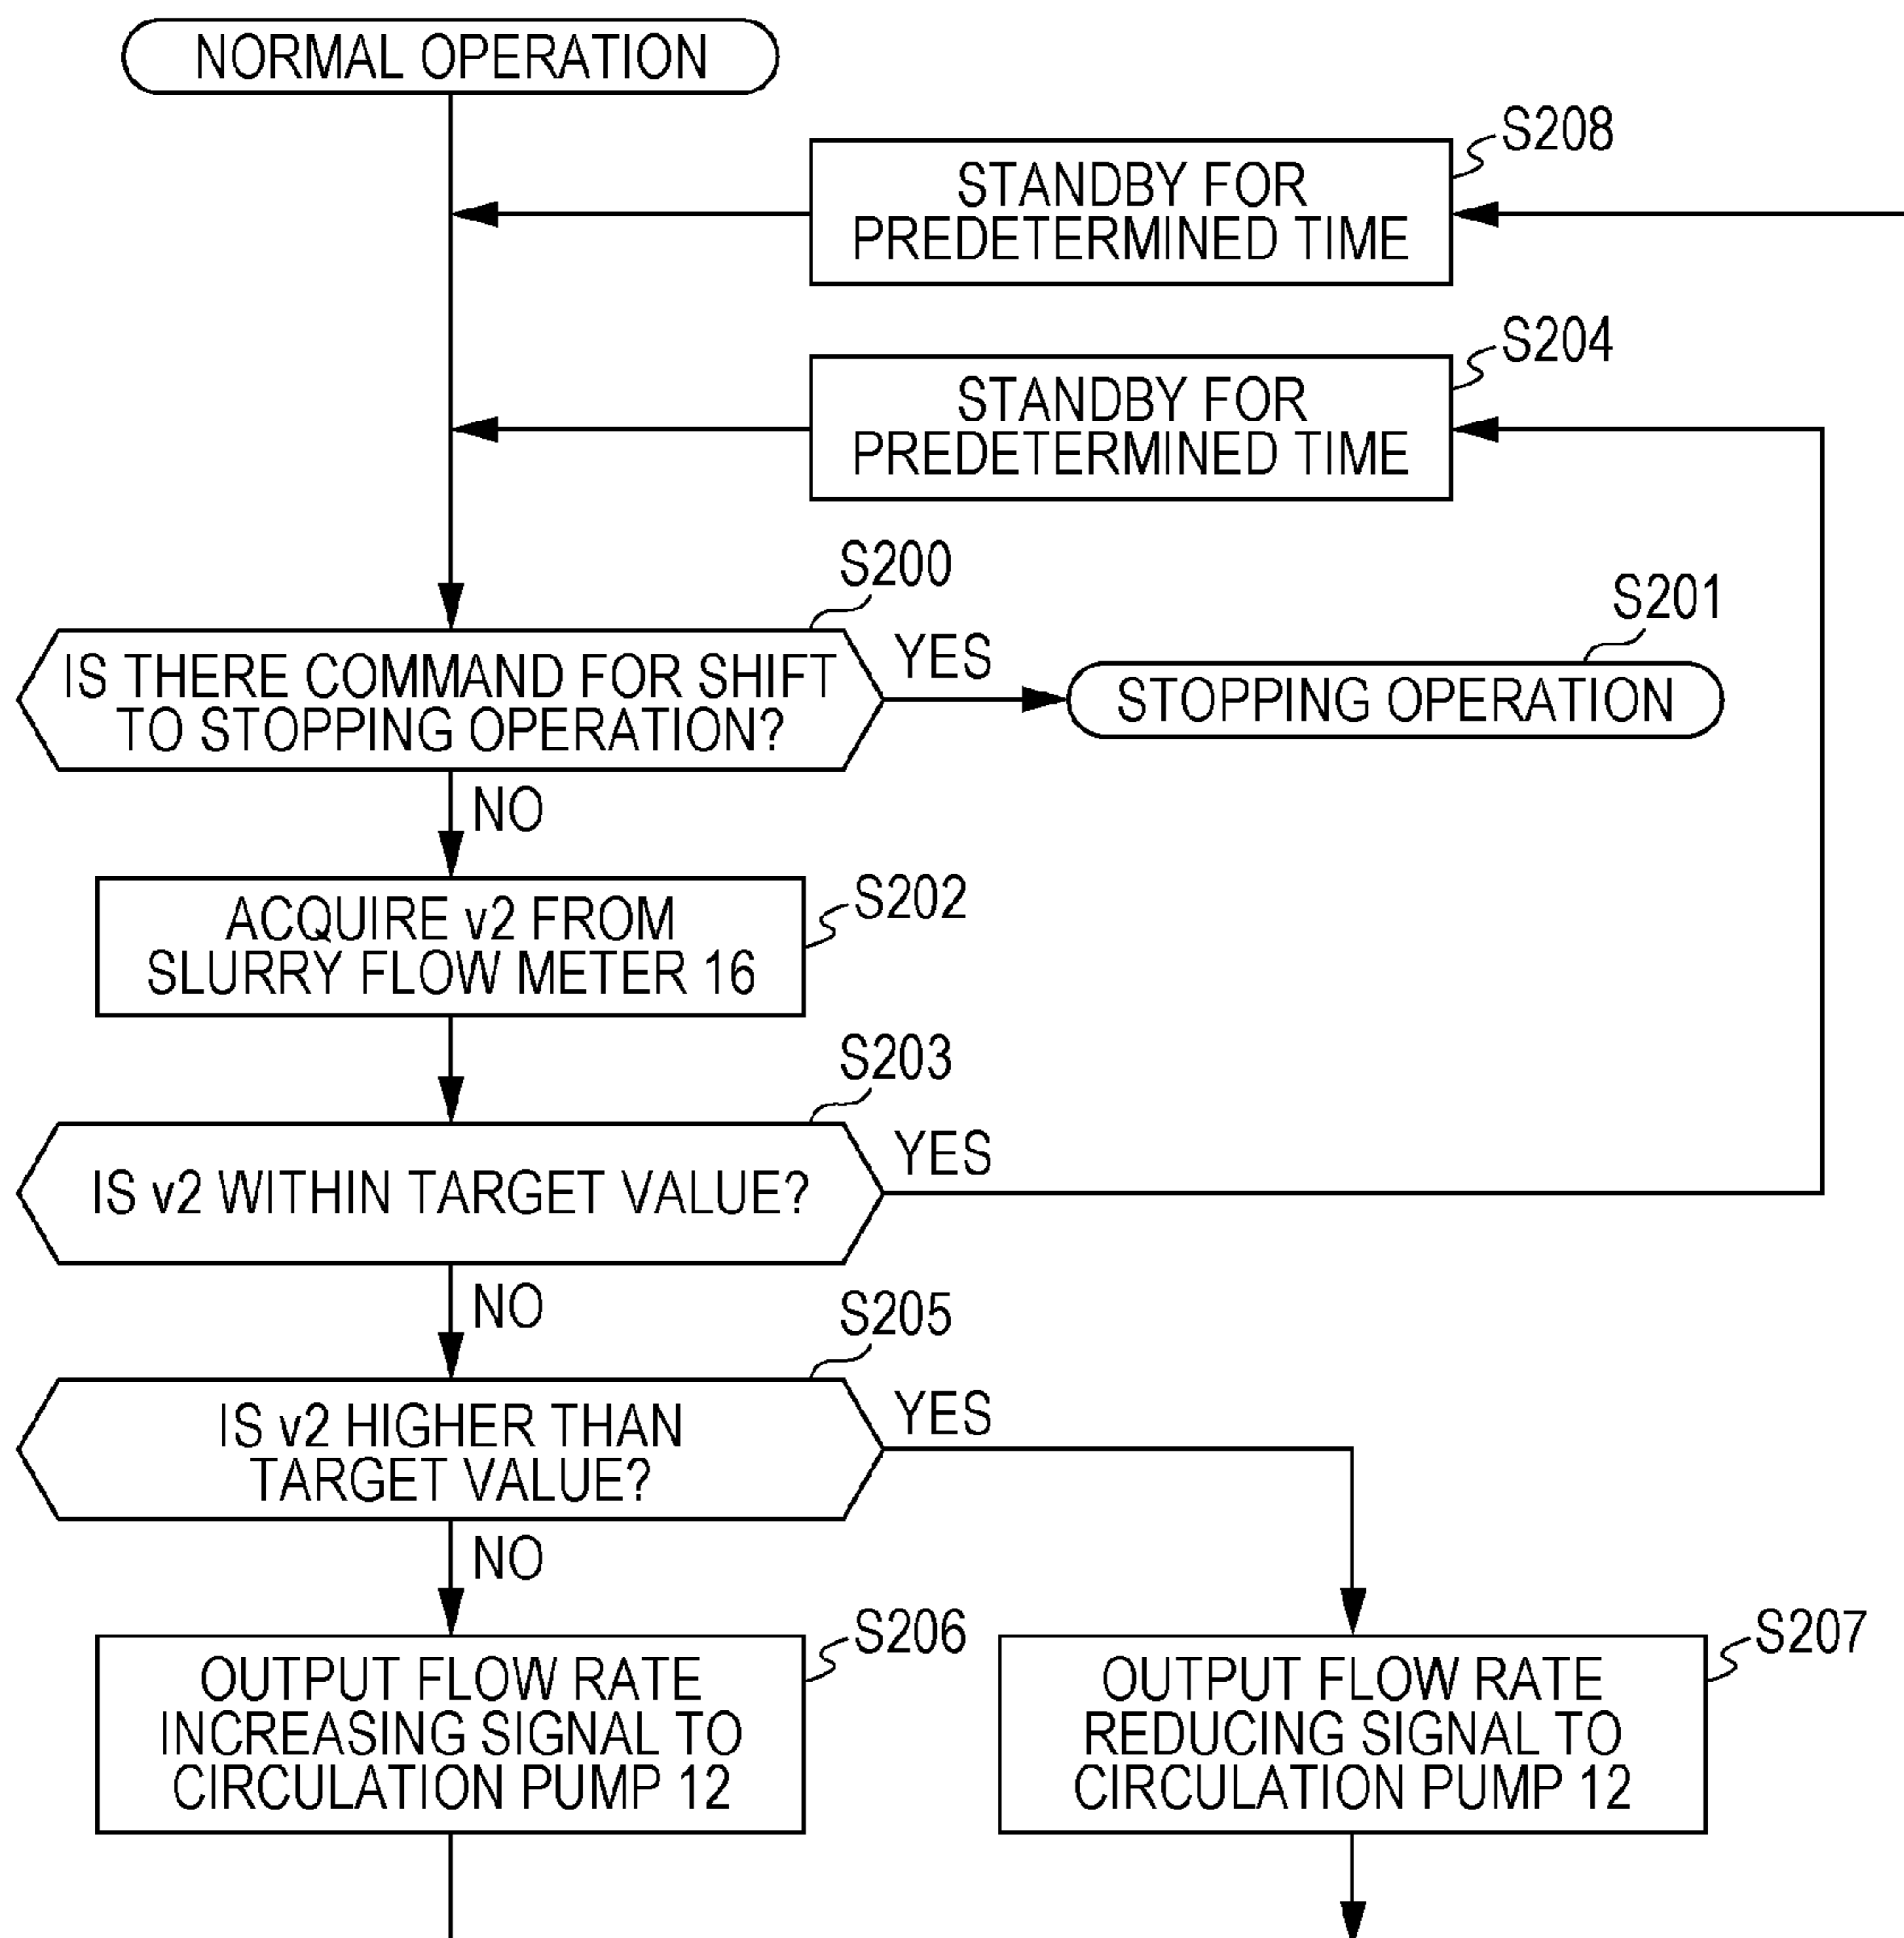 NORMAL OPERATION
S208
STANDBY FOR
PREDETERMINED TIME
S204
STANDBY FOR
PREDETERMINED TIME
S200
IS THERE COMMAND FOR SHIFT
TO STOPPING OPERATION?
YES
S201
STOPPING OPERATION
NO
S202
ACQUIRE v2 FROM
SLURRY FLOW METER 16
S203
IS v2 WITHIN TARGET VALUE?
YES
NO
S205
IS v2 HIGHER THAN
TARGET VALUE?
YES
NO
S206
OUTPUT FLOW RATE
INCREASING SIGNAL TO
CIRCULATION PUMP 12
S207
OUTPUT FLOW RATE
REDUCING SIGNAL TO
CIRCULATION PUMP 12